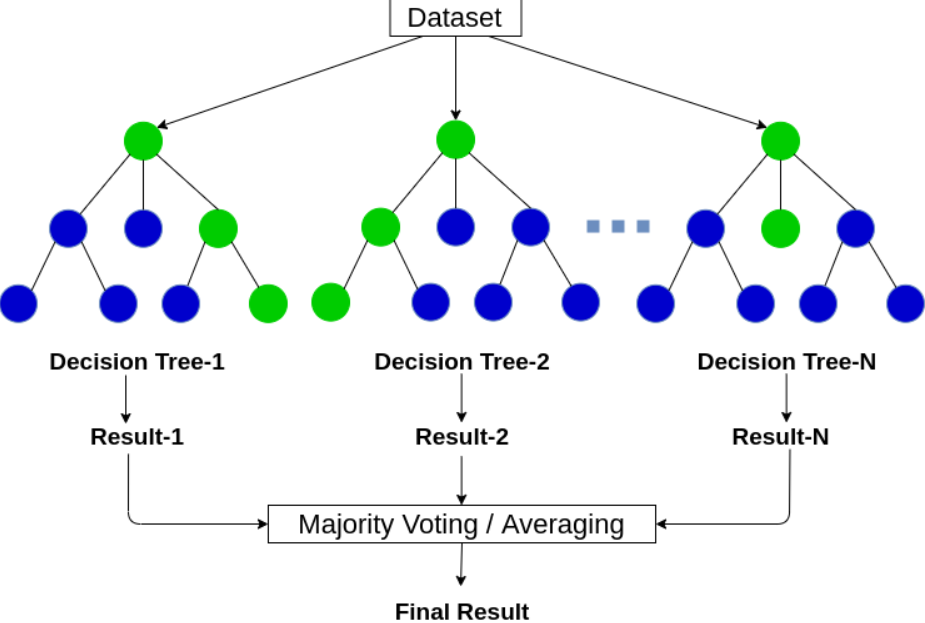 Dataset
Decision Tree-1
Decision Tree-2
Decision Tree-N
Result-1
Result-2
Result-N
Majority Voting / Averaging
Final Result